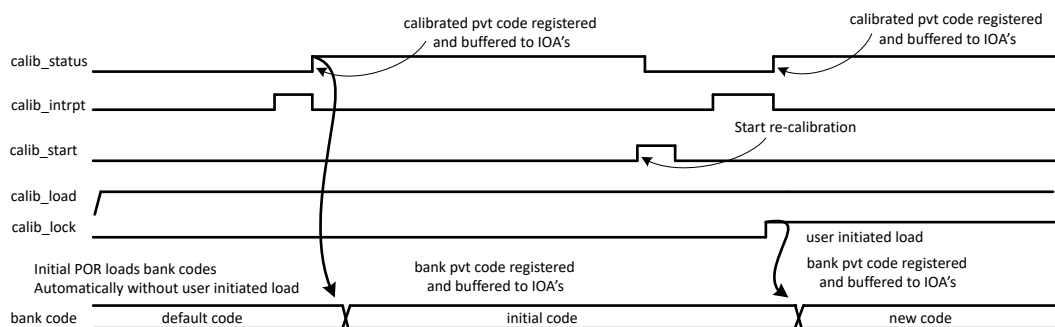 calibrated pvt code registered
and buffered to IOA's
calibrated pvt code registered
and buffered to IOA's
calib_status
calib_intrpt
Start re-calibration
calib_start
calib_load
calib_lock
user initiated load
Initial POR loads bank codes
Automatically without user initiated load
bank pvt code registered
and buffered to IOA's
bank pvt code registered
and buffered to IOA's
bank code
default code
initial code
new code